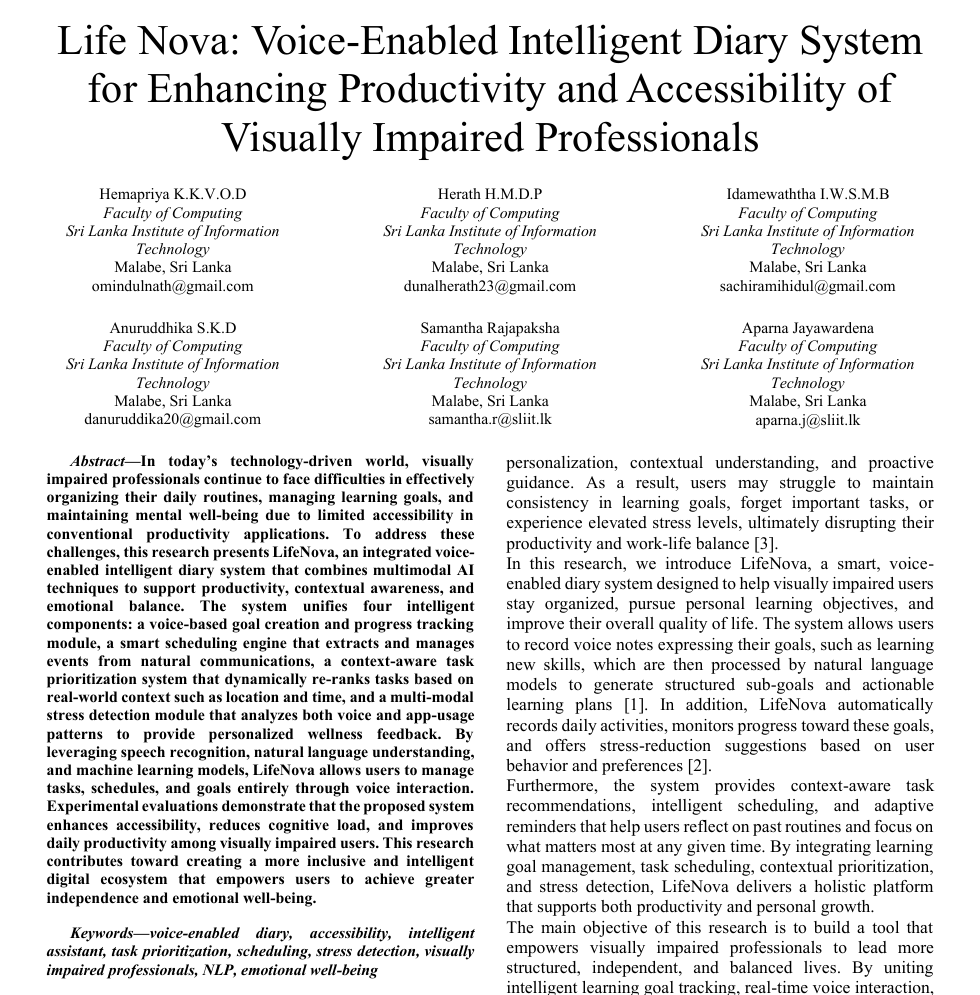 Life Nova: Voice-Enabled Intelligent Diary System
for Enhancing Productivity and Accessibility of
Visually Impaired Professionals
Hemapriya K.K.V.O.D
Faculty of Computing
Sri Lanka Institute of Information
Technology
Malabe, Sri Lanka
omindulnath@gmail.com
Herath H.M.D.P
Faculty of Computing
Sri Lanka Institute of Information
Technology
Malabe, Sri Lanka
dunalherath23@gmail.com
Idamewaththa I.W.S.M.B
Faculty of Computing
Sri Lanka Institute of Information
Technology
Malabe, Sri Lanka
sachiramihidul@gmail.com
Anuruddhika S.K.D
Faculty of Computing
Sri Lanka Institute of Information
Technology
Malabe, Sri Lanka
danuruddika20@gmail.com
Samantha Rajapaksha
Faculty of Computing
Sri Lanka Institute of Information
Technology
Malabe, Sri Lanka
samantha.r@sliit.lk
Aparna Jayawardena
Faculty of Computing
Sri Lanka Institute of Information
Technology
Malabe, Sri Lanka
aparna.j@sliit.lk
Abstract—In today's technology-driven world, visually
impaired professionals continue to face difficulties in effectively
organizing their daily routines, managing learning goals, and
maintaining mental well-being due to limited accessibility in
conventional productivity applications. To address these
challenges, this research presents LifeNova, an integrated voice-
enabled intelligent diary system that combines multimodal AI
techniques to support productivity, contextual awareness, and
emotional balance. The system unifies four intelligent
components: a voice-based goal creation and progress tracking
module, a smart scheduling engine that extracts and manages
events from natural communications, a context-aware task
prioritization system that dynamically re-ranks tasks based on
real-world context such as location and time, and a multi-modal
stress detection module that analyzes both voice and app-usage
patterns to provide personalized wellness feedback. By
leveraging speech recognition, natural language understanding,
and machine learning models, LifeNova allows users to manage
tasks, schedules, and goals entirely through voice interaction.
Experimental evaluations demonstrate that the proposed system
enhances accessibility, reduces cognitive load, and improves
daily productivity among visually impaired users. This research
contributes toward creating a more inclusive and intelligent
digital ecosystem that empowers users to achieve greater
independence and emotional well-being.
Keywords—voice-enabled diary, accessibility, intelligent
assistant, task prioritization, scheduling, stress detection, visually
impaired professionals, NLP, emotional well-being
personalization, contextual understanding, and proactive
guidance. As a result, users may struggle to maintain
consistency in learning goals, forget important tasks, or
experience elevated stress levels, ultimately disrupting their
productivity and work-life balance [3].
In this research, we introduce LifeNova, a smart, voice-
enabled diary system designed to help visually impaired users
stay organized, pursue personal learning objectives, and
improve their overall quality of life. The system allows users
to record voice notes expressing their goals, such as learning
new skills, which are then processed by natural language
models to generate structured sub-goals and actionable
learning plans [1]. In addition, LifeNova automatically
records daily activities, monitors progress toward these goals,
and offers stress-reduction suggestions based on user
behavior and preferences [2].
Furthermore, the system provides context-aware task
recommendations, intelligent scheduling, and adaptive
reminders that help users reflect on past routines and focus on
what matters most at any given time. By integrating learning
goal management, task scheduling, contextual prioritization,
and stress detection, LifeNova delivers a holistic platform
that supports both productivity and personal growth.
The main objective of this research is to build a tool that
empowers visually impaired professionals to lead more
structured, independent, and balanced lives. By uniting
intelligent learning goal tracking, real-time voice interaction,